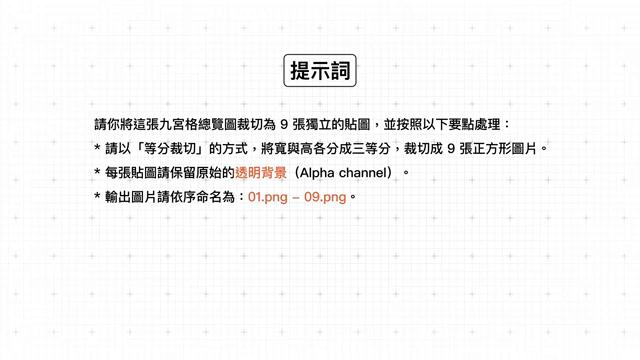 提示詞
請你將這張九宮格總覽圖裁切為 9 張獨立的貼圖，並按照以下要點處理：
* 請以「等分裁切」的方式，將寬與高各分成三等分，裁切成 9 張正方形圖片。
* 每張貼圖請保留原始的透明背景（Alpha channel）。
* 輸出圖片請依序命名為：01.png - 09.png。